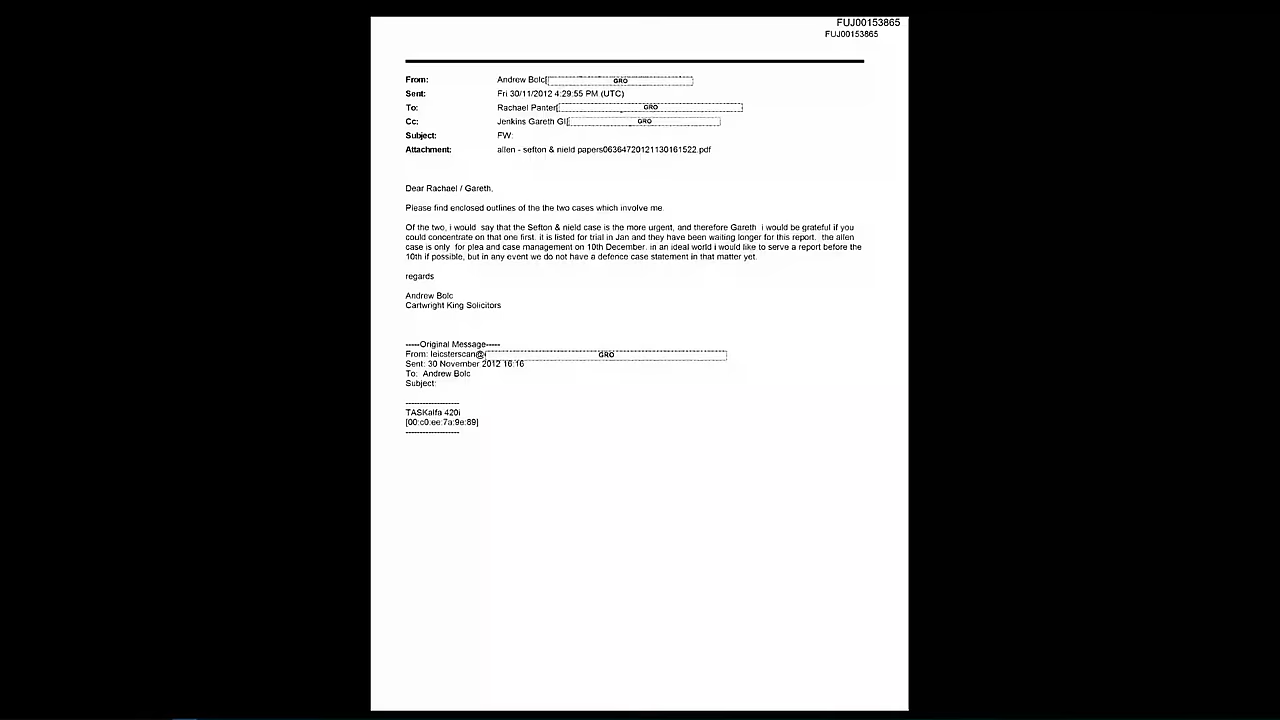 FUJ00153865
FUJ00153865
From: Andrew Bolc[ GRO
Sent: Fri 30/11/2012 4:29:55 PM (UTC)
To: Rachael Panter[ GRO
Cc: Jenkins Gareth GI[ GRO
Subject: FW:
Attachment: allen - sefton & nield papers06364720121130161522.pdf
Dear Rachael / Gareth,
Please find enclosed outlines of the the two cases which involve me.
Of the two, i would say that the Sefton & nield case is the more urgent, and therefore Gareth i would be grateful if you
could concentrate on that one first. it is listed for trial in Jan and they have been waiting longer for this report. the allen
case is only for plea and case management on 10th December. in an ideal world i would like to serve a report before the
10th if possible, but in any event we do not have a defence case statement in that matter yet.
regards
Andrew Bolc
Cartwright King Solicitors
-----Original Message-----
From: leicsterscan@ GRO
Sent: 30 November 2012 16:16
To: Andrew Bolc
Subject:
-------------------
TASKalfa 420i
[00:c0:ee:7a:9e:89]
-------------------